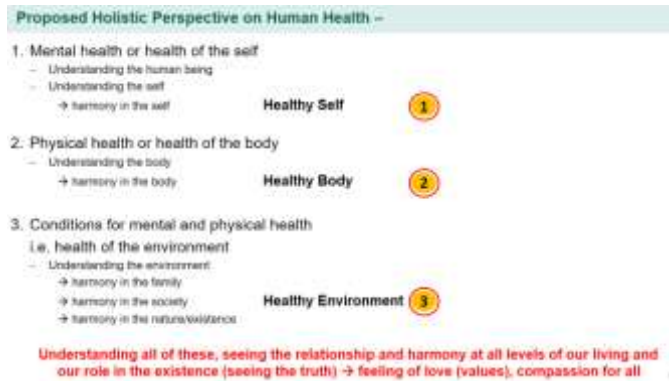 Proposed Holistic Perspective on Human Health –
1. Mental health or health of the self
– Understanding the human being
– Understanding the self
→ harmony in the self Healthy Self 1
2. Physical health or health of the body
– Understanding the body
→ harmony in the body Healthy Body 2
3. Conditions for mental and physical health
i.e. health of the environment
– Understanding the environment
→ harmony in the family
→ harmony in the society Healthy Environment 3
→ harmony in the nature/existence
Understanding all of these, seeing the relationship and harmony at all levels of our living and
our role in the existence (seeing the truth) → feeling of love (values), compassion for all